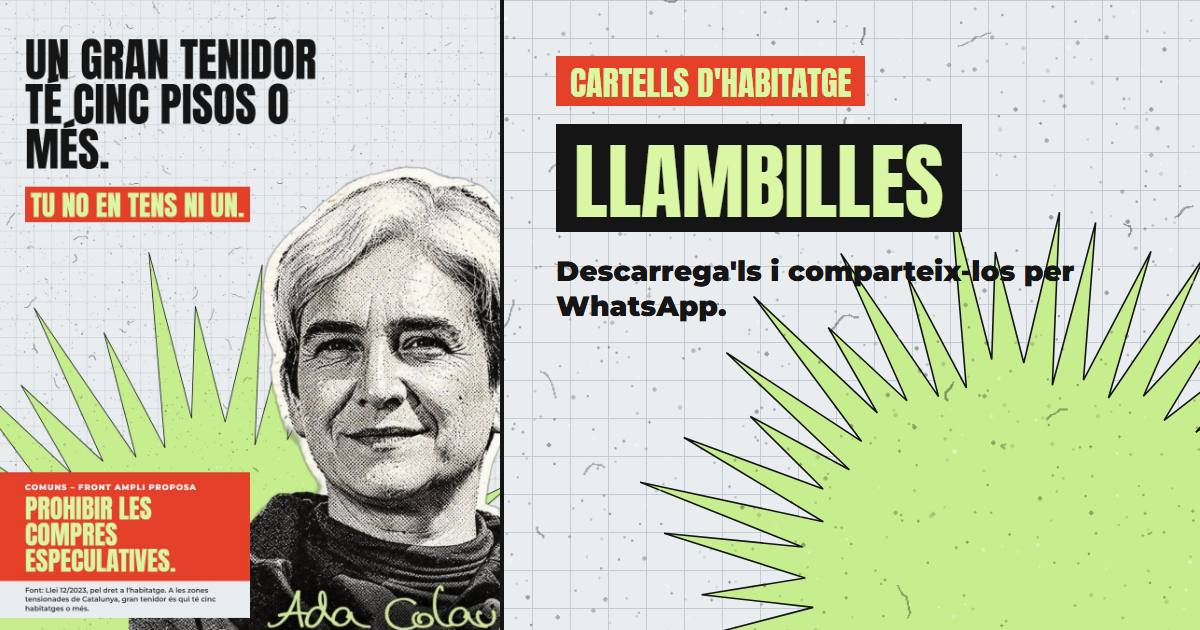 UN GRAN TENIDOR
TÉ CINC PISOS O
MÉS.
TU NO EN TENS NI UN.
COMUNS – FRONT AMPLI PROPOSA
PROHIBIR LES
COMPRES
ESPECULATIVES.
Font: Llei 12/2023, pel dret a l'habitatge. A les zones
tensionades de Catalunya, gran tenidor és qui té cinc
habitatges o més.
Ada Colau
CARTELLS D'HABITATGE
LLAMBILLES
Descarrega'ls i comparteix-los per
WhatsApp.